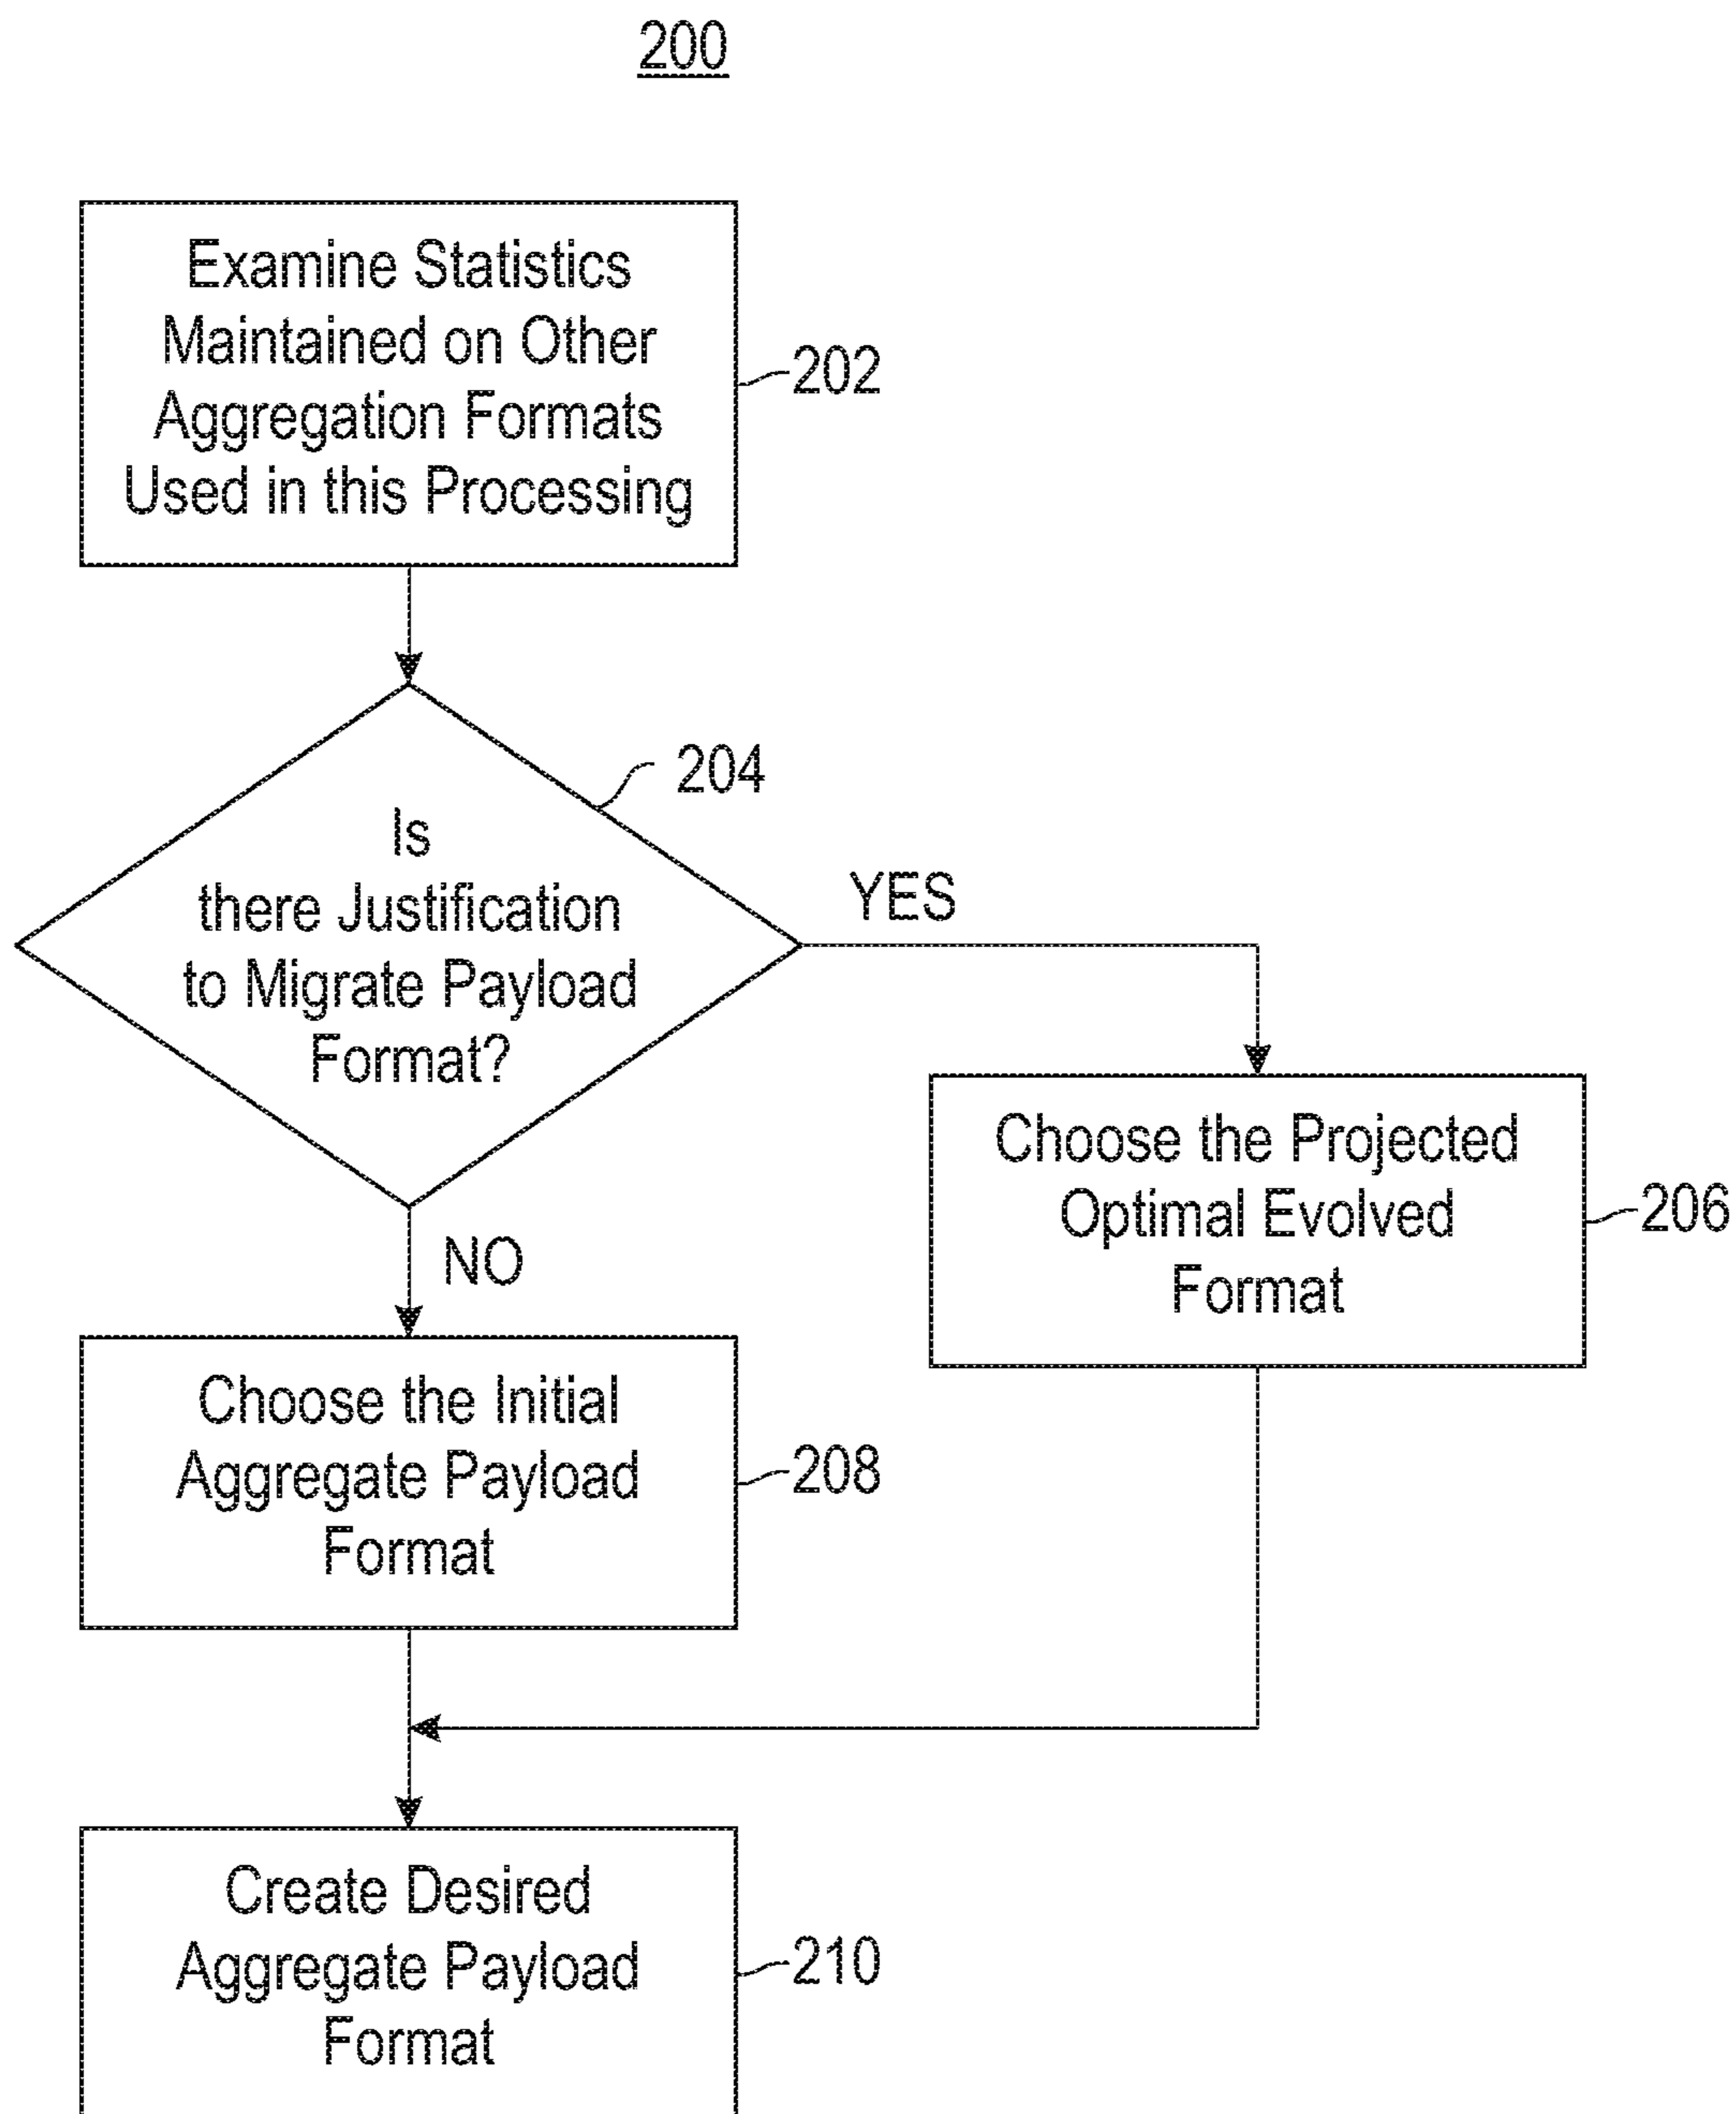 200
Examine Statistics
Maintained on Other
Aggregation Formats
Used in this Processing
202
204
Is
there Justification
to Migrate Payload
Format?
YES
NO
Choose the Projected
Optimal Evolved
Format
206
Choose the Initial
Aggregate Payload
Format
208
Create Desired
Aggregate Payload
Format
210